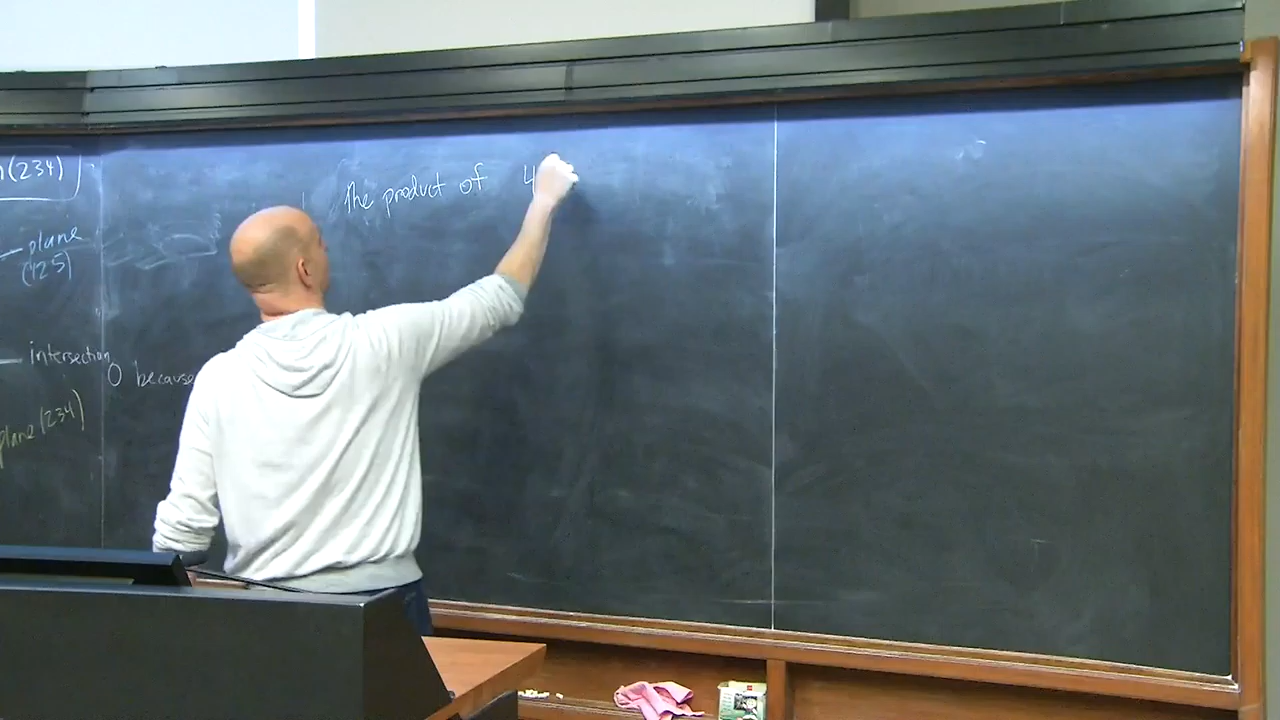 (234)
plane
(125)
intersection
0 because
plane (234)
The product of 4